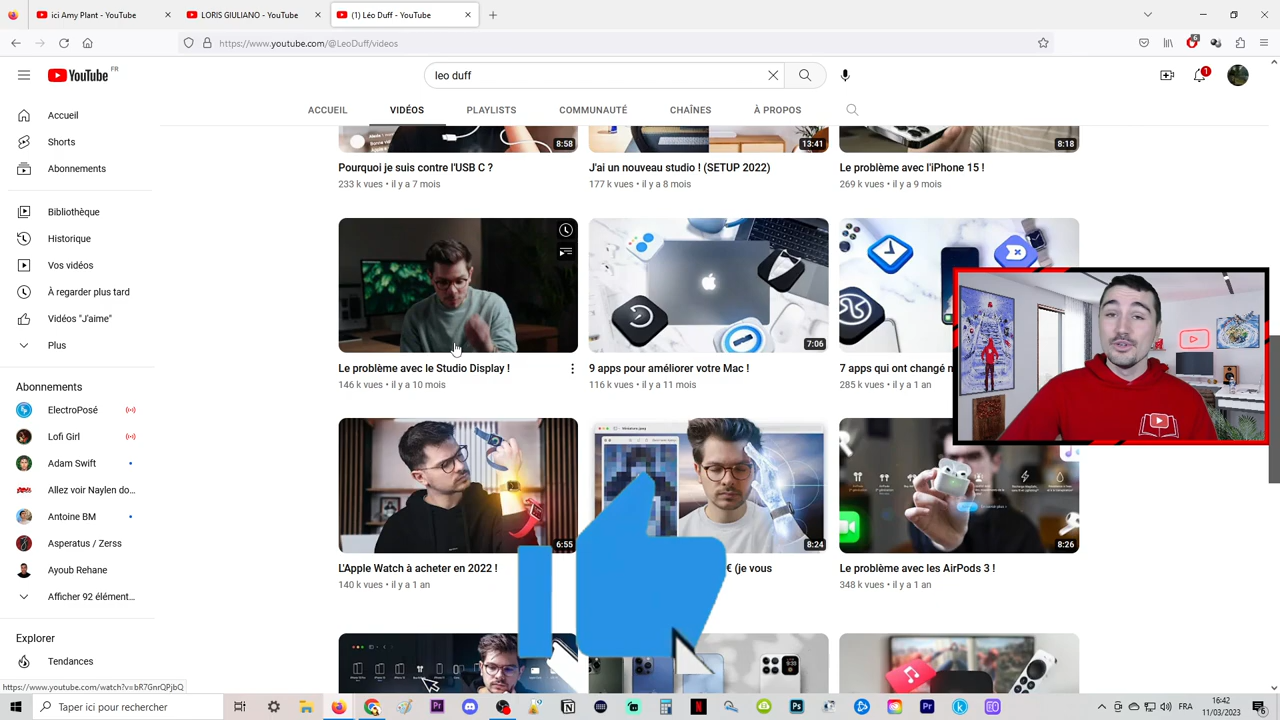 ici Amy Plant - YouTube
LORIS GIULIANO - YouTube
(1) Léo Duff - YouTube
https://www.youtube.com/@LeoDuff/videos
YouTube FR
leo duff
1
ACCUEIL
VIDÉOS
PLAYLISTS
COMMUNAUTÉ
CHAÎNES
À PROPOS
Accueil
Shorts
Abonnements
Bibliothèque
Historique
Vos vidéos
À regarder plus tard
Vidéos "J'aime"
Plus
Abonnements
ElectroPosé
Lofi Girl
Adam Swift
Allez voir Naylen do...
Antoine BM
Asperatus / Zerss
Ayoub Rehane
Afficher 92 élément...
Explorer
Tendances
8:58
Pourquoi je suis contre l'USB C ?
233 k vues • il y a 7 mois
13:41
J'ai un nouveau studio ! (SETUP 2022)
177 k vues • il y a 8 mois
8:18
Le problème avec l'iPhone 15 !
269 k vues • il y a 9 mois
Le problème avec le Studio Display !
146 k vues • il y a 10 mois
7:06
9 apps pour améliorer votre Mac !
116 k vues • il y a 11 mois
7 apps qui ont changé
285 k vues • il y a 1 an
6:55
L'Apple Watch à acheter en 2022 !
140 k vues • il y a 1 an
8:24
€ (je vous
8:26
Le problème avec les AirPods 3 !
348 k vues • il y a 1 an
https://www.youtube.com/watch?v=bR7GnrQPjbQ
Taper ici pour rechercher
FRA
16:42
11/03/2023